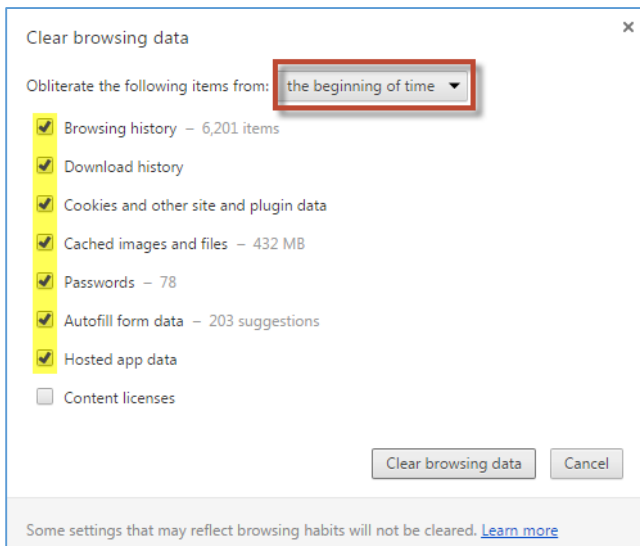 Clear browsing data
Obliterate the following items from: the beginning of time
Browsing history – 6,201 items
Download history
Cookies and other site and plugin data
Cached images and files – 432 MB
Passwords – 78
Autofill form data – 203 suggestions
Hosted app data
Content licenses
Clear browsing data Cancel
Some settings that may reflect browsing habits will not be cleared. Learn more